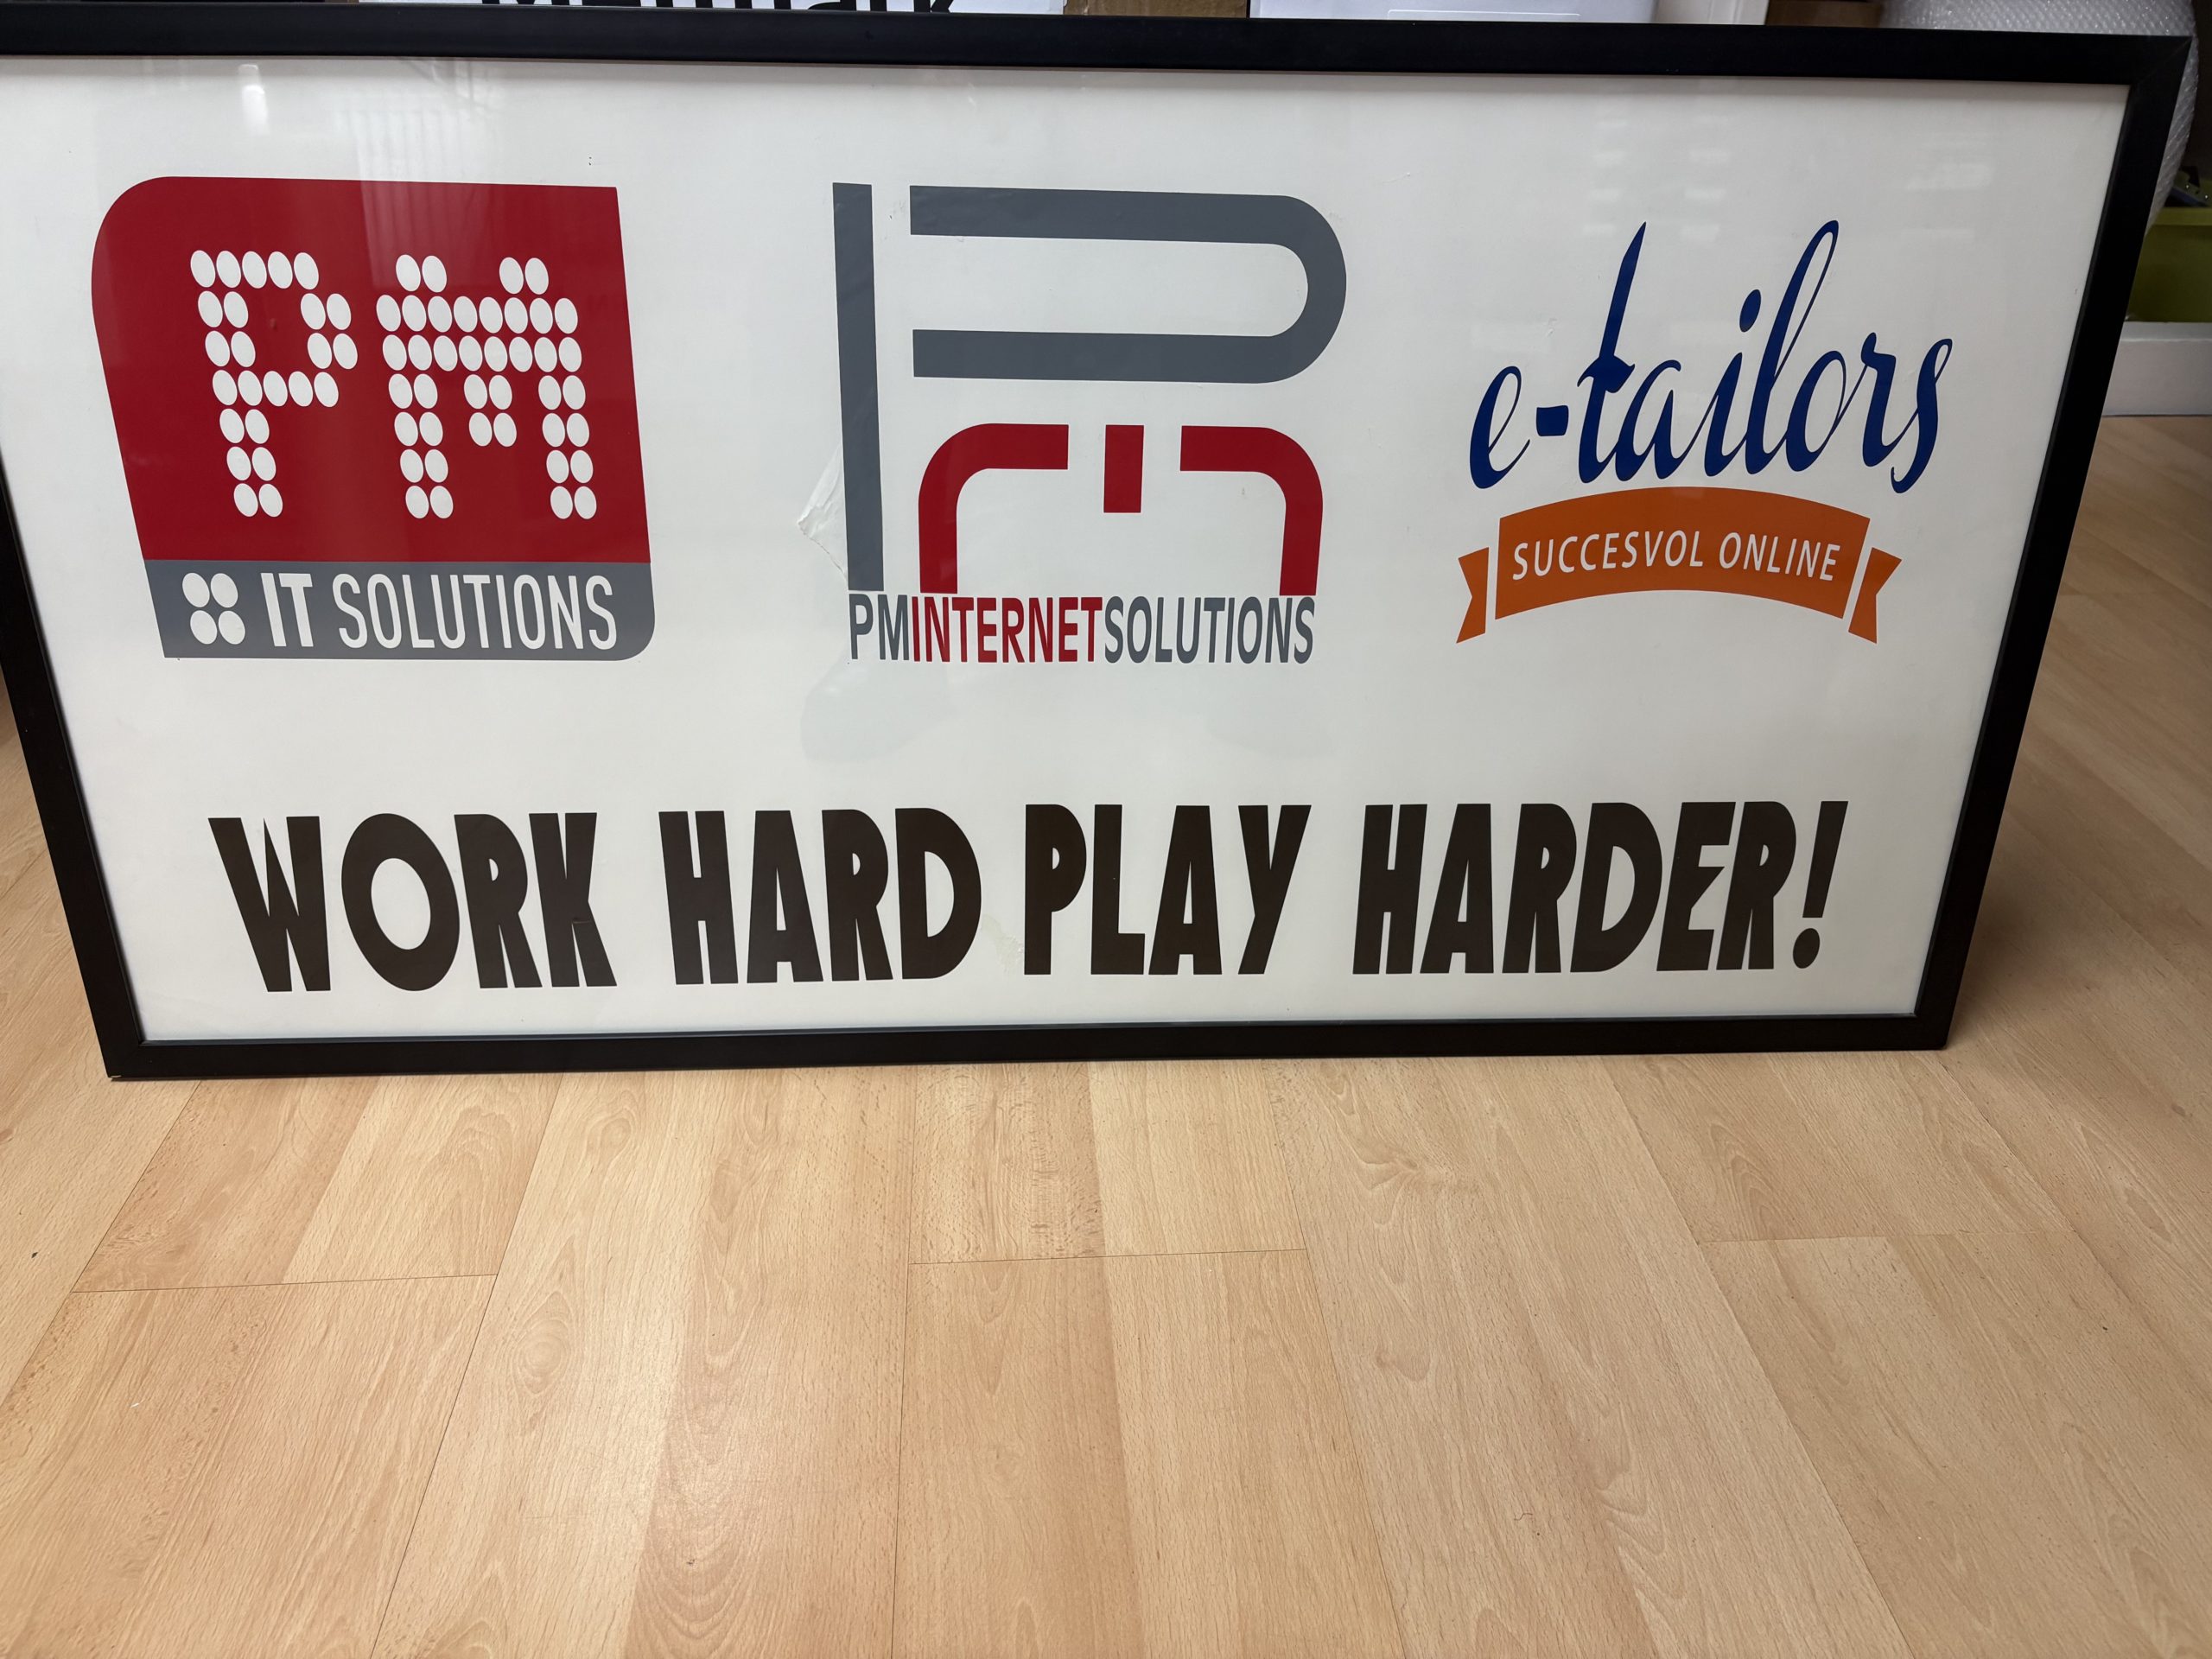 PM
IT SOLUTIONS
PMINTERNETSOLUTIONS
e-tailors
SUCCESVOL ONLINE
WORK HARD PLAY HARDER!